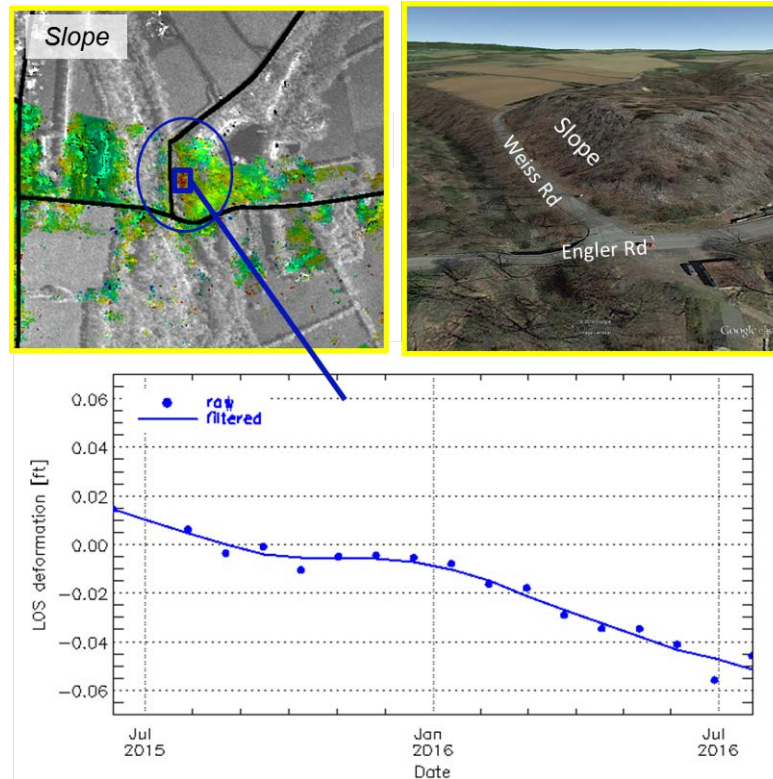 Slope
Slope
Weiss Rd
Engler Rd
Google
raw
filtered
0.06
0.04
0.02
0.00
−0.02
−0.04
−0.06
LOS deformation [ft]
Jul
2015
Jan
2016
Jul
2016
Date